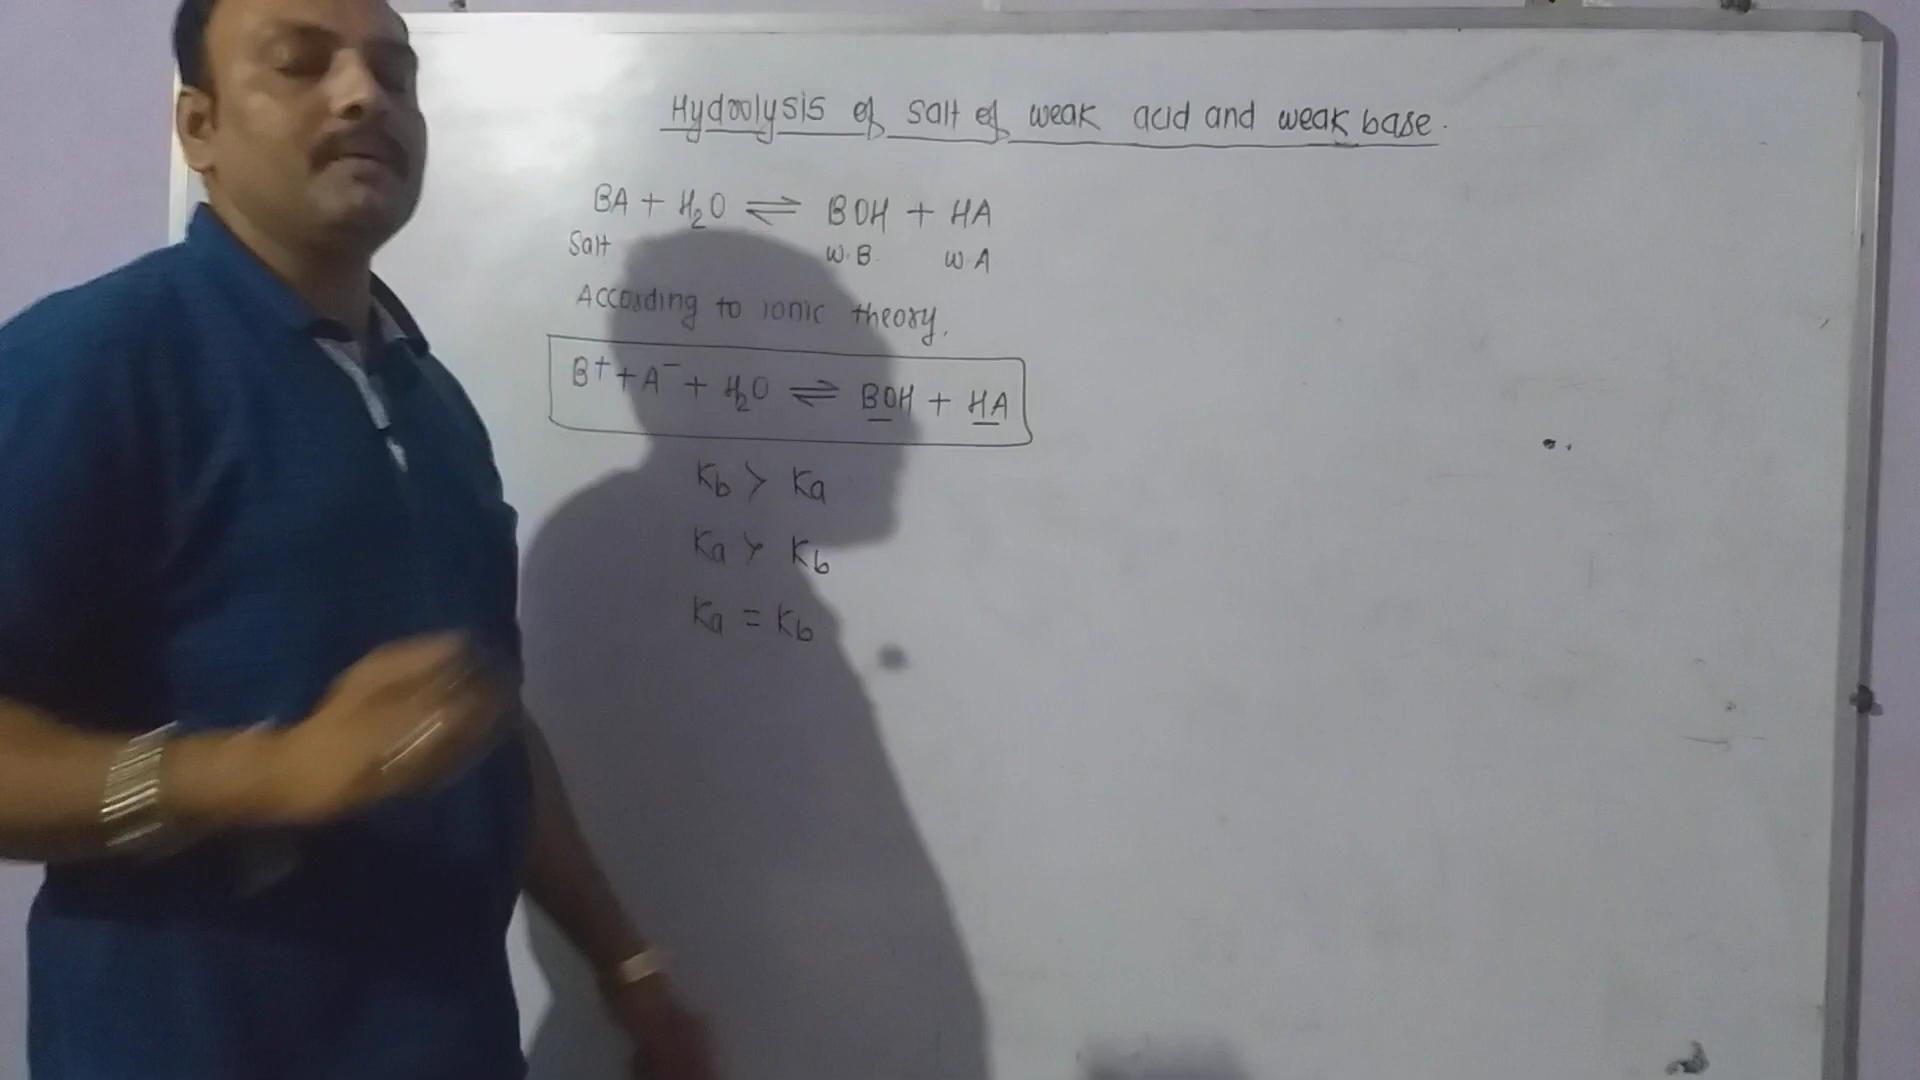 Hydrolysis of salt of weak acid and weak base.
BA + H₂O ⇌ BOH + HA
Salt W.B. W.A
According to ionic theory,
B⁺ + A⁻ + H₂O ⇌ BOH + HA
Kb > Ka
Ka > Kb
Ka = Kb